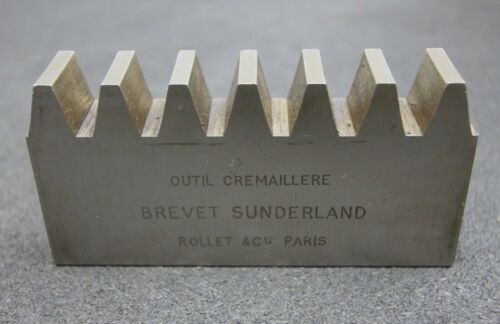 OUTIL CREMAILLERE
BREVET SUNDERLAND
ROLLET & Cie PARIS